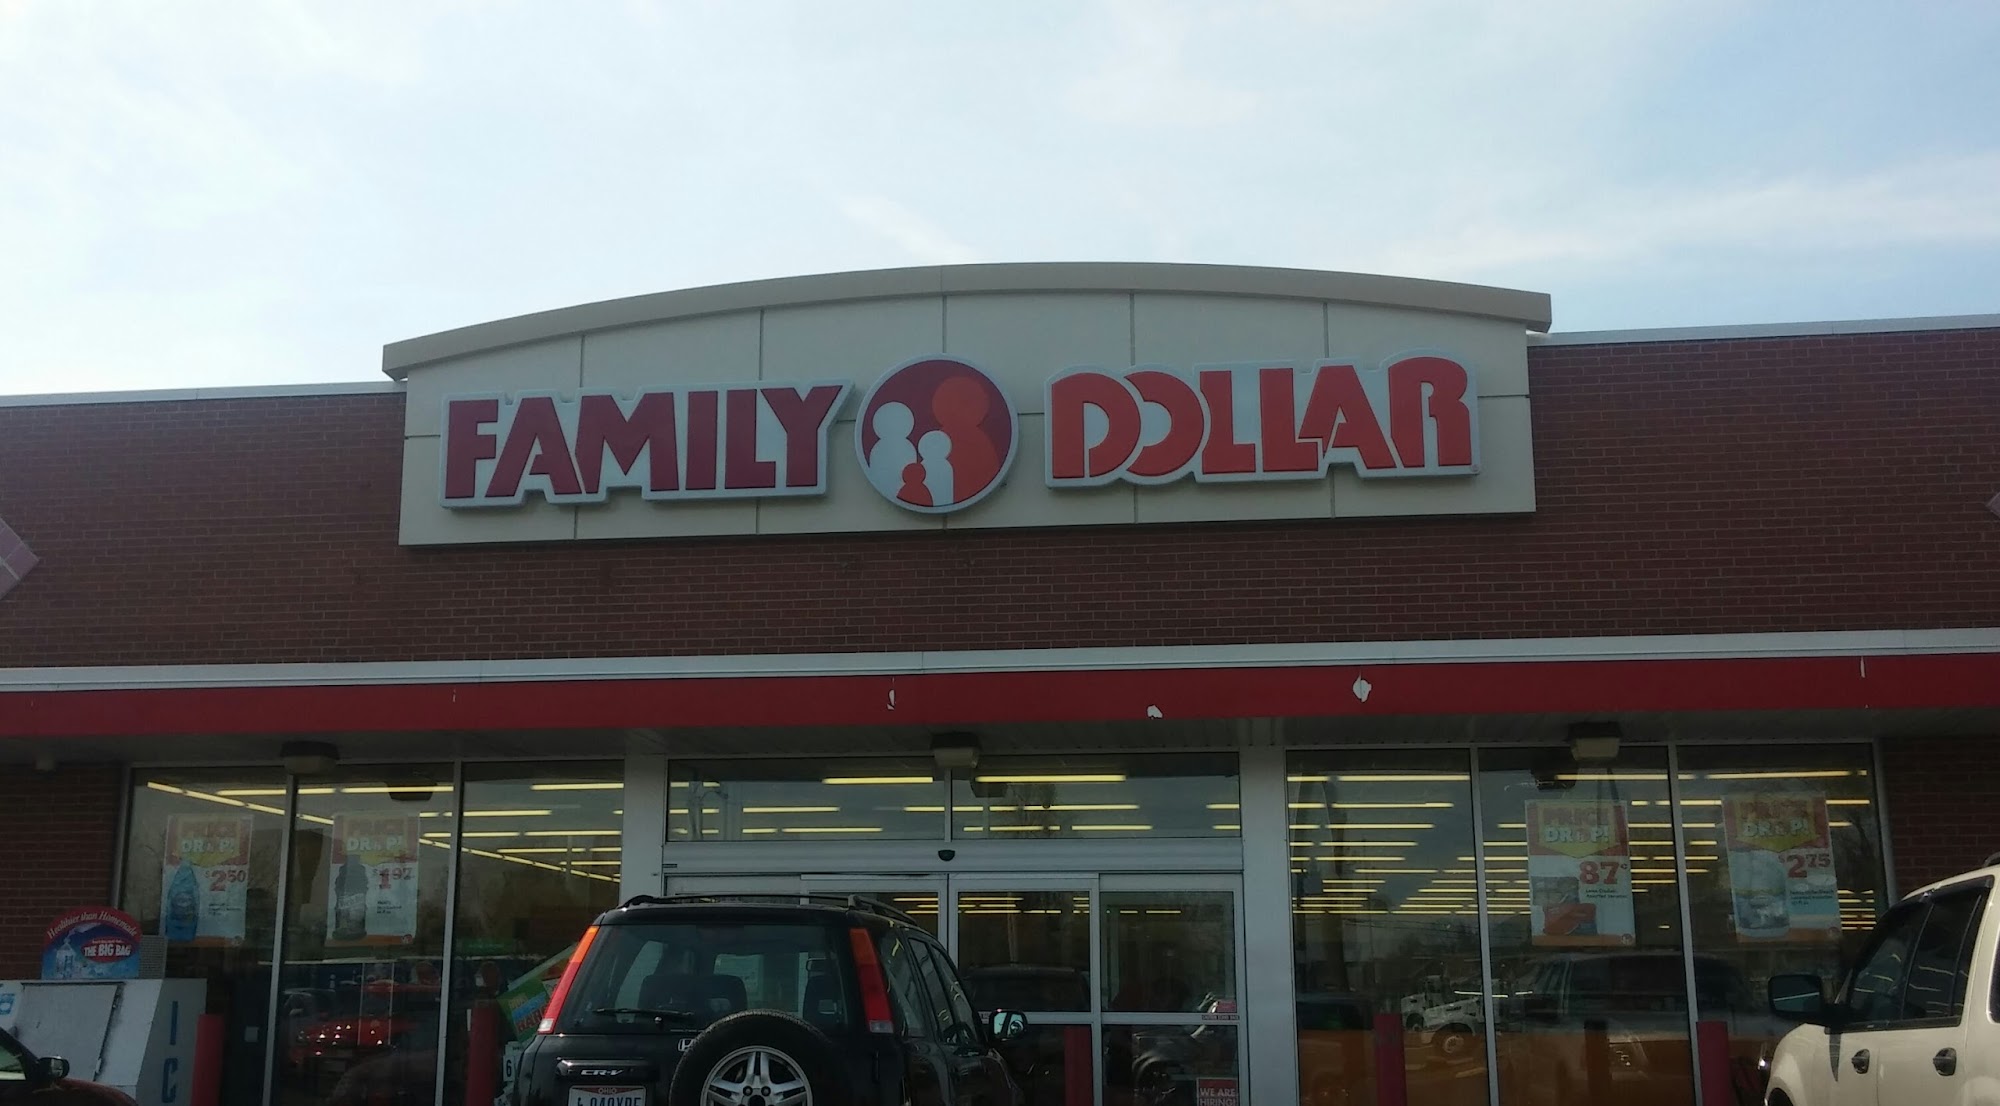 FAMILY DOLLAR
PRICE
DROP!
$2.50
PRICE
DROP!
$1.97
PRICE
DROP!
87¢
PRICE
DROP!
$2.75
Healthier than Homemade
THE BIG BAG
IC
CR-V
OHIO
WE ARE
HIRING!